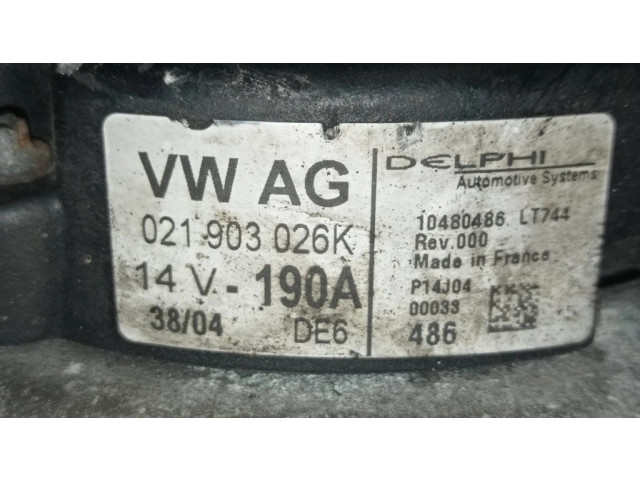 VW AG
021 903 026K
14 V - 190A
38/04 DE6
DELPHI
Automotive Systems
10480486 LT744
Rev.000
Made in France
P14J04
00033
486